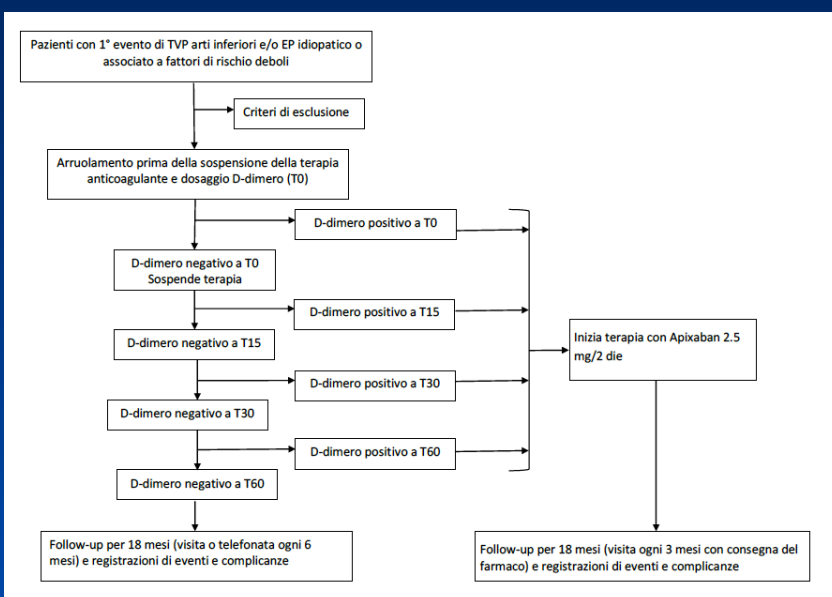 Pazienti con 1° evento di TVP arti inferiori e/o EP idiopatico o
associato a fattori di rischio deboli
Criteri di esclusione
Arruolamento prima della sospensione della terapia
anticoagulante e dosaggio D-dimero (T0)
D-dimero positivo a T0
D-dimero negativo a T0
Sospende terapia
D-dimero positivo a T15
D-dimero negativo a T15
D-dimero positivo a T30
D-dimero negativo a T30
D-dimero positivo a T60
D-dimero negativo a T60
Inizia terapia con Apixaban 2.5
mg/2 die
Follow-up per 18 mesi (visita o telefonata ogni 6
mesi) e registrazioni di eventi e complicanze
Follow-up per 18 mesi (visita ogni 3 mesi con consegna del
farmaco) e registrazioni di eventi e complicanze